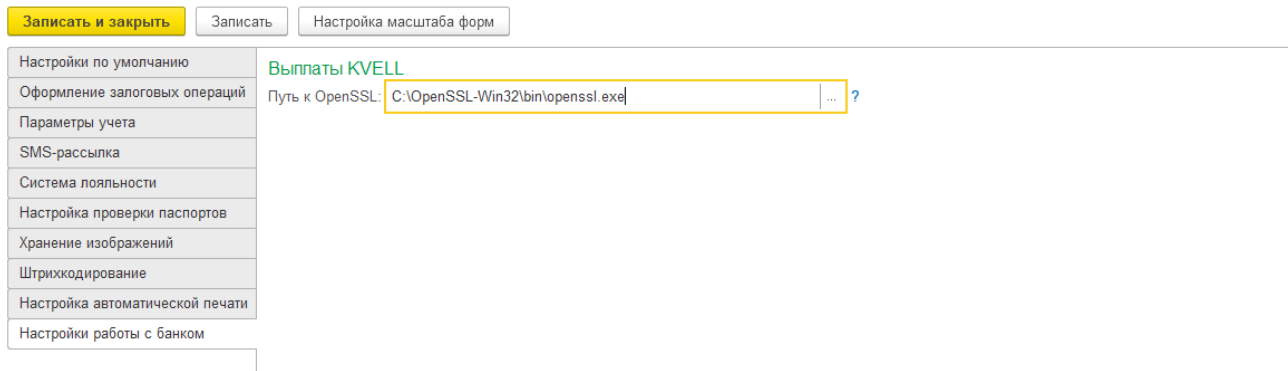 Записать и закрыть Записать Настройка масштаба форм
Настройки по умолчанию
Оформление залоговых операций
Параметры учета
SMS-рассылка
Система лояльности
Настройка проверки паспортов
Хранение изображений
Штрихкодирование
Настройка автоматической печати
Настройки работы с банком
Выплаты KVELL
Путь к OpenSSL: C:\OpenSSL-Win32\bin\openssl.exe ... ?